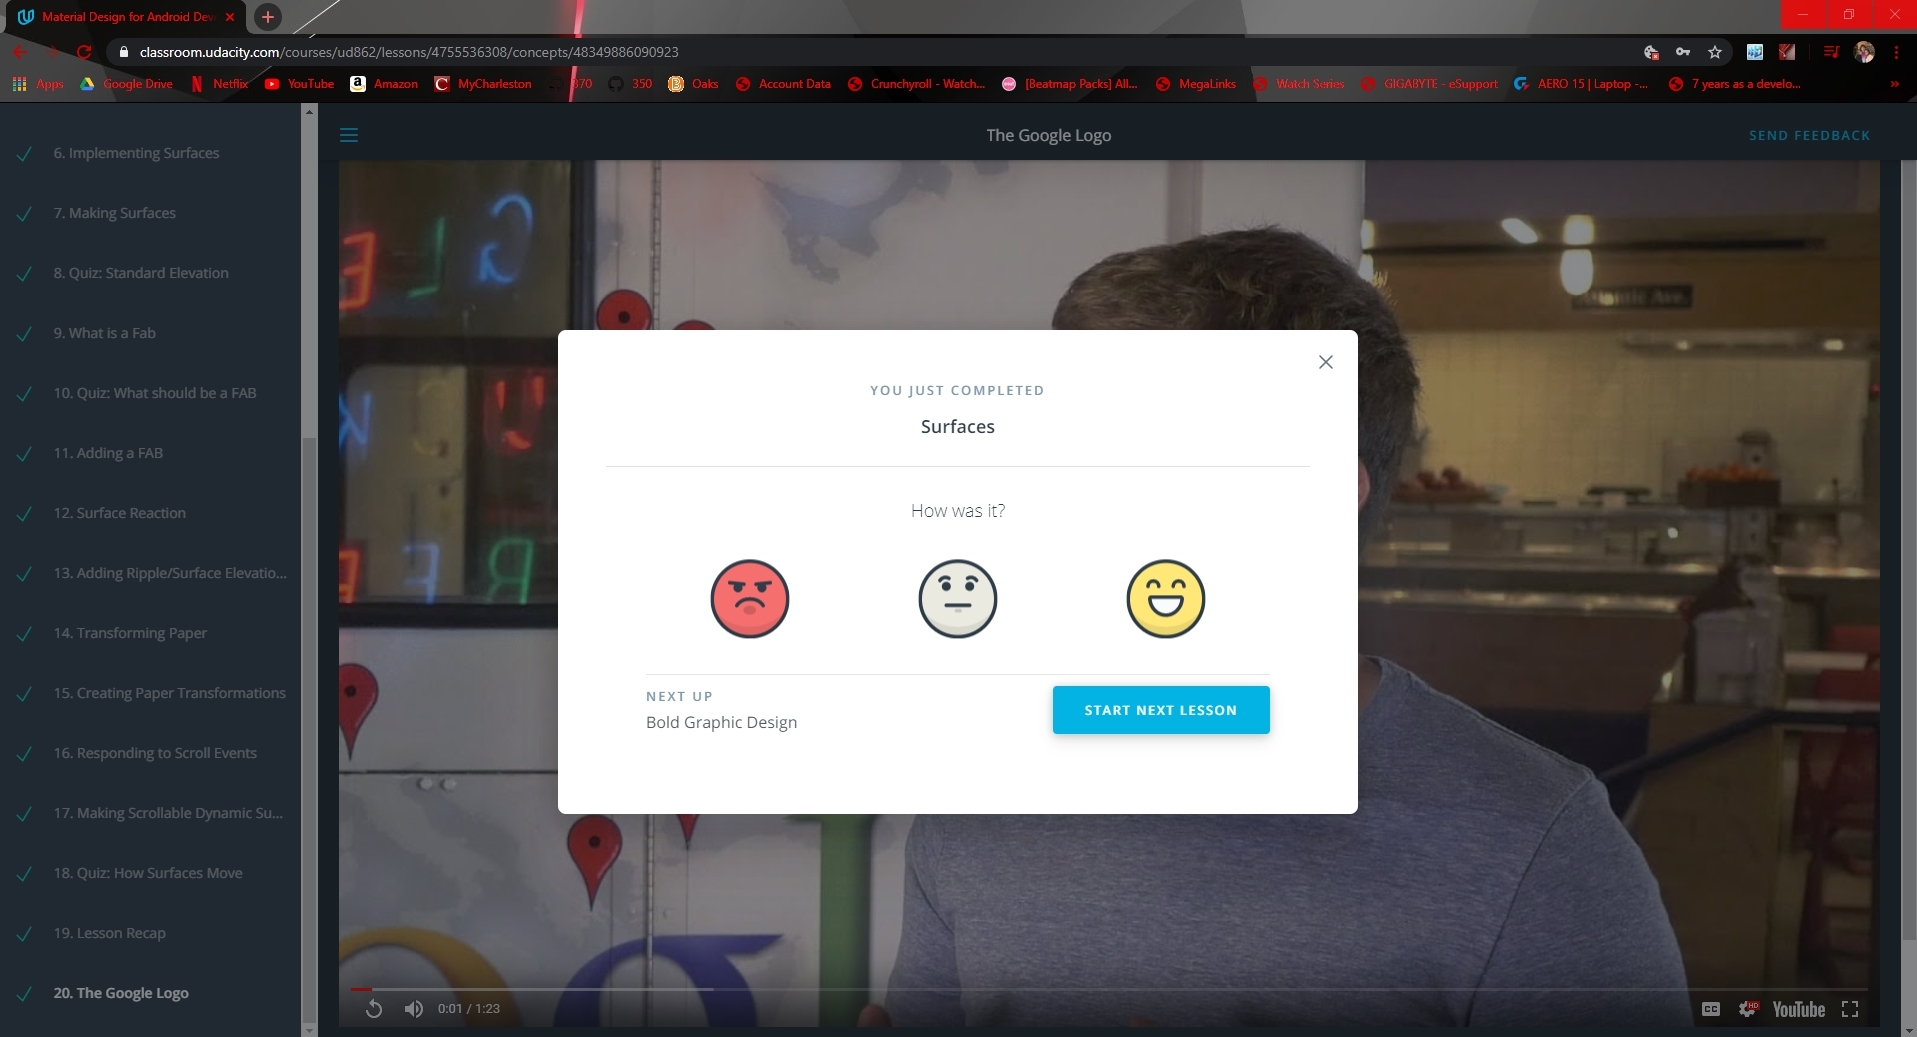 Material Design for Android Dev
classroom.udacity.com/courses/ud862/lessons/4755536308/concepts/48349886090923
Apps
Google Drive
Netflix
YouTube
Amazon
MyCharleston
370
350
Oaks
Account Data
Crunchyroll - Watch...
[Beatmap Packs] All...
MegaLinks
Watch Series
GIGABYTE - eSupport
AERO 15 | Laptop -...
7 years as a develo...
»
The Google Logo
SEND FEEDBACK
6. Implementing Surfaces
7. Making Surfaces
8. Quiz: Standard Elevation
9. What is a Fab
10. Quiz: What should be a FAB
11. Adding a FAB
12. Surface Reaction
13. Adding Ripple/Surface Elevatio...
14. Transforming Paper
15. Creating Paper Transformations
16. Responding to Scroll Events
17. Making Scrollable Dynamic Su...
18. Quiz: How Surfaces Move
19. Lesson Recap
20. The Google Logo
YOU JUST COMPLETED
Surfaces
How was it?
NEXT UP
Bold Graphic Design
START NEXT LESSON
0:01 / 1:23
CC
HD
YouTube